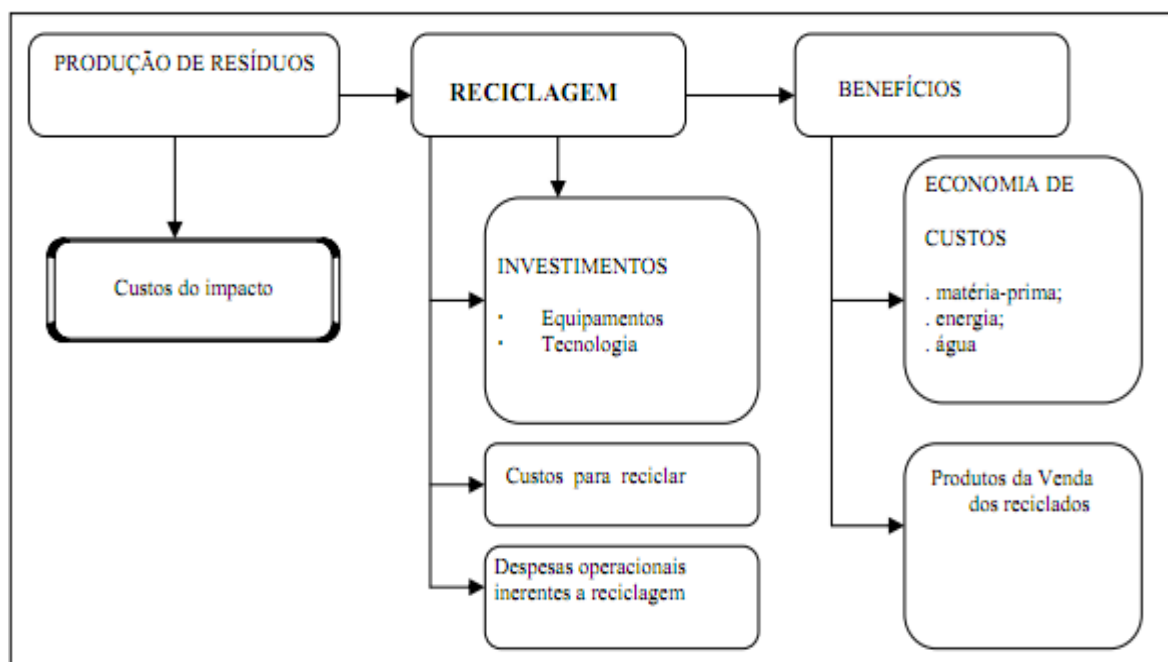 PRODUÇÃO DE RESÍDUOS
Custos do impacto
RECICLAGEM
INVESTIMENTOS
· Equipamentos
· Tecnologia
Custos para reciclar
Despesas operacionais
inerentes a reciclagem
BENEFÍCIOS
ECONOMIA DE
CUSTOS
. matéria-prima;
. energia;
. água
Produtos da Venda
dos reciclados